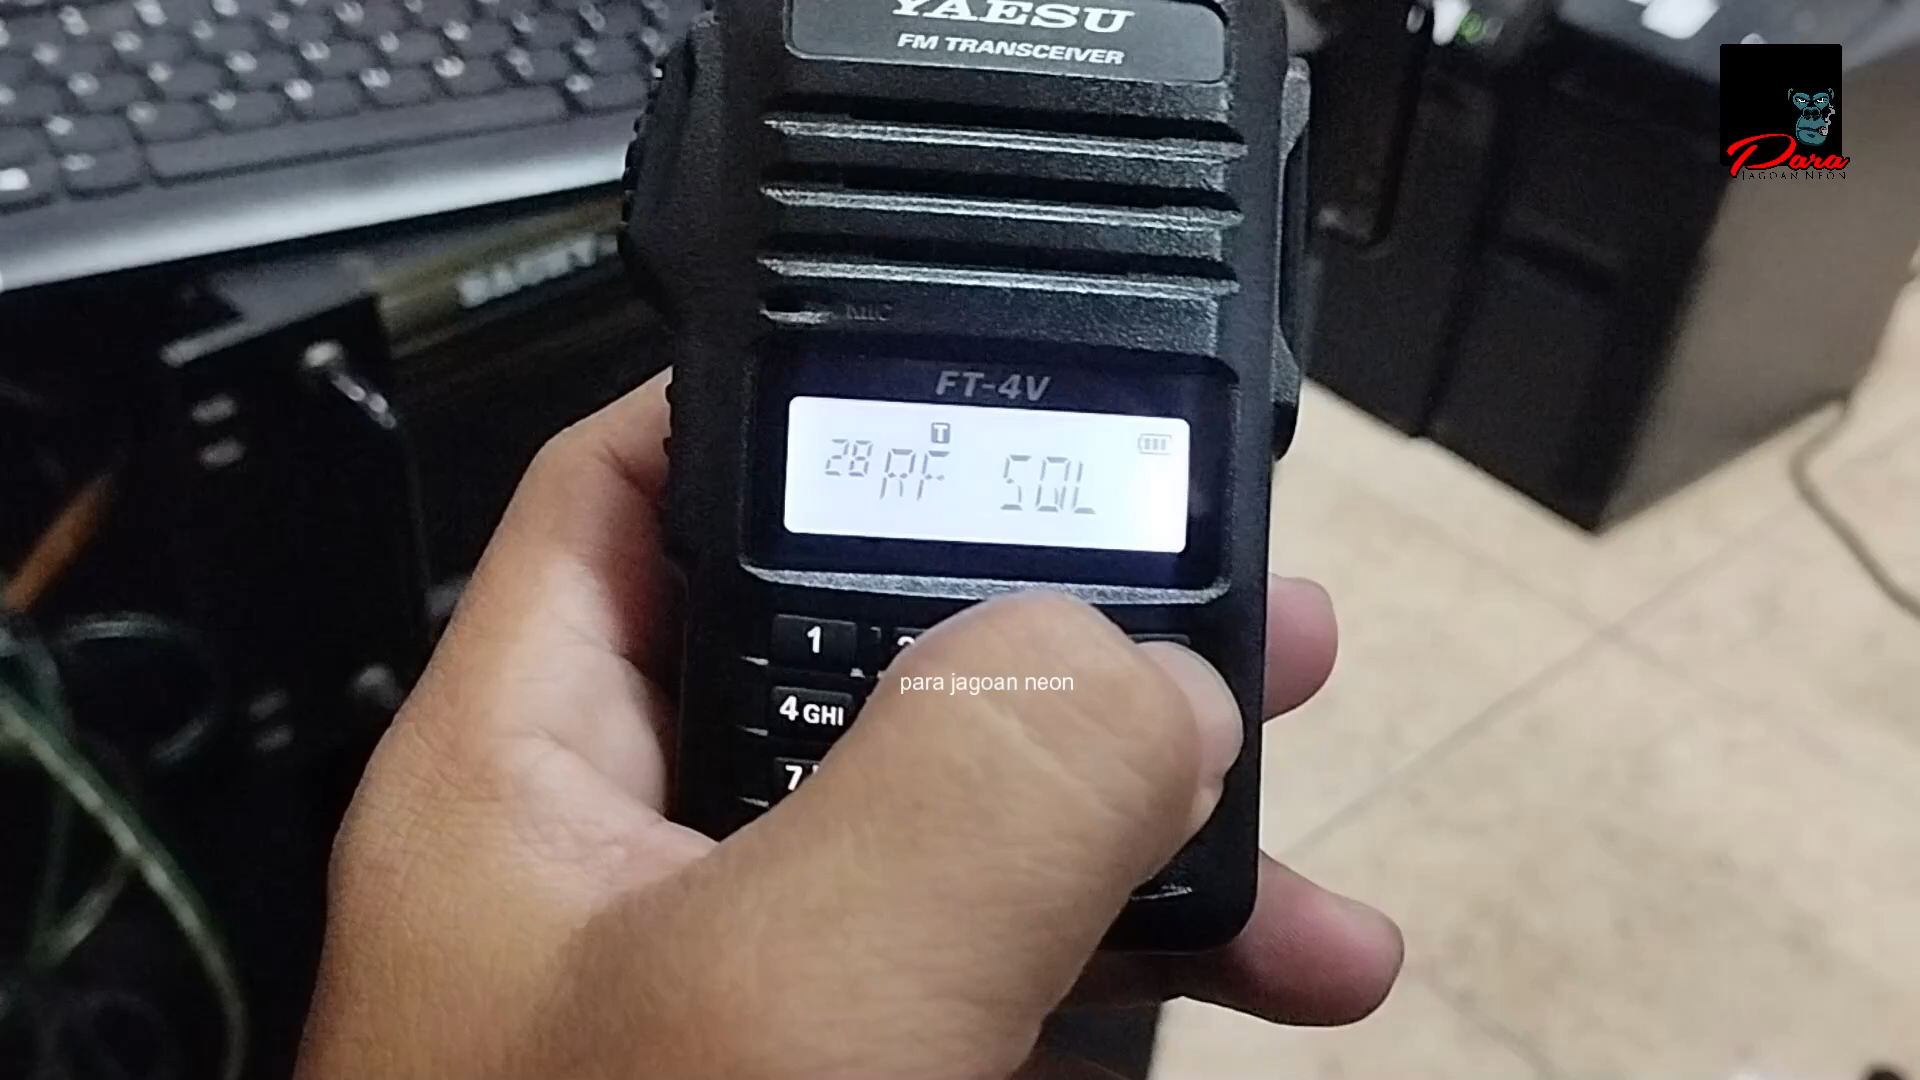 YAESU
FM TRANSCEIVER
Para
JAGOAN NEON
MIC
FT-4V
T
28 RF SQL
1
2
para jagoan neon
4 GHI
7